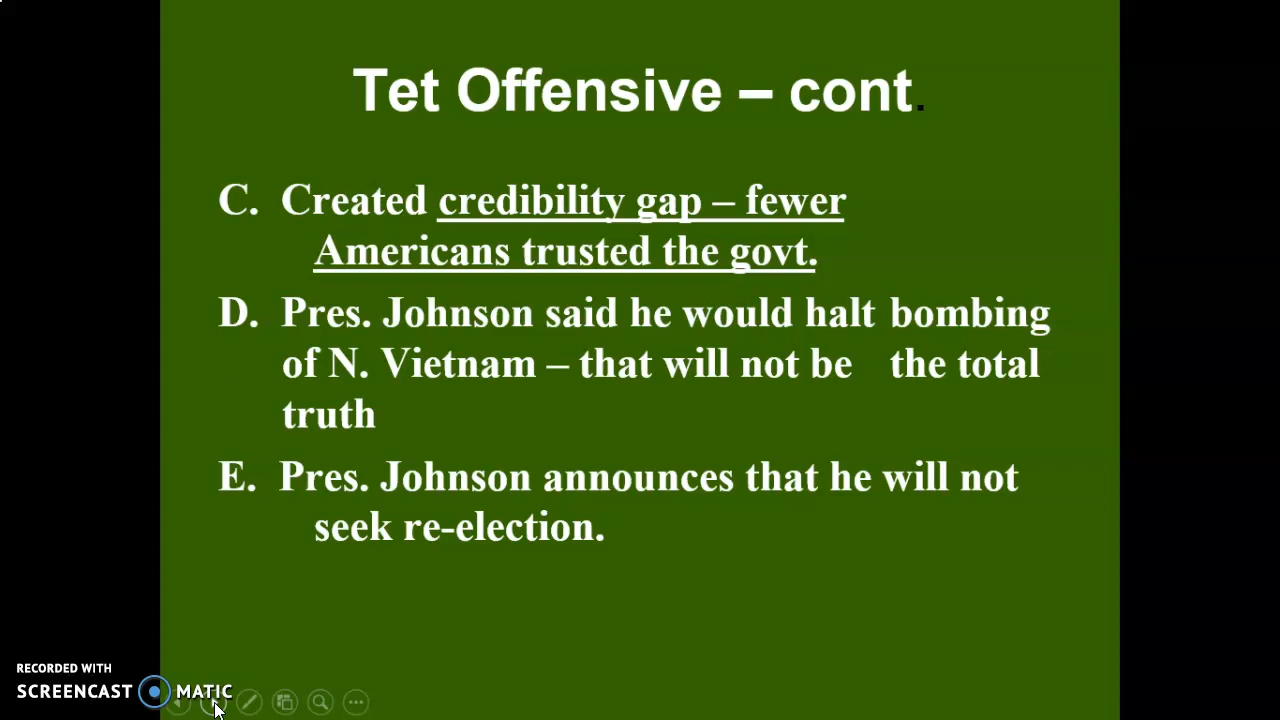 Tet Offensive – cont.
C. Created credibility gap – fewer
Americans trusted the govt.
D. Pres. Johnson said he would halt bombing
of N. Vietnam – that will not be the total
truth
E. Pres. Johnson announces that he will not
seek re-election.
RECORDED WITH
SCREENCAST MATIC